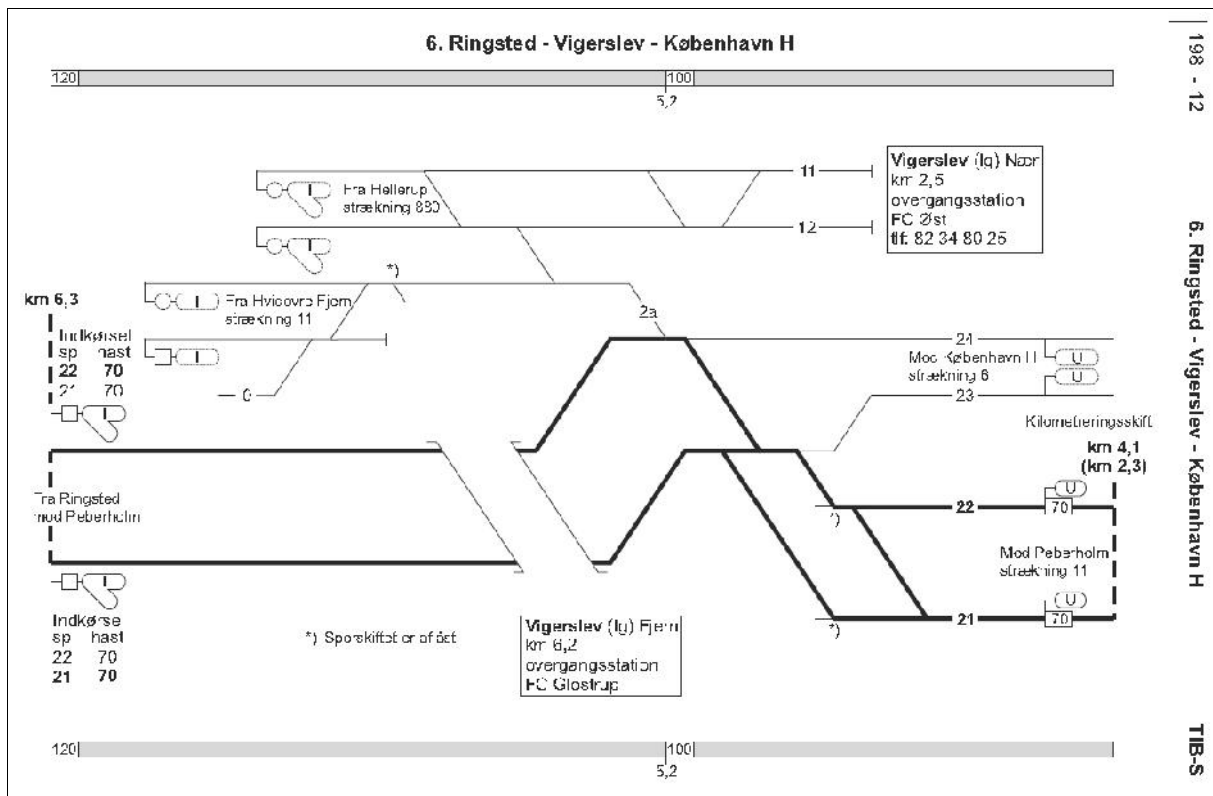 6. Ringsted - Vigerslev - København H
120
100
5,2
198 - 12
6. Ringsted - Vigerslev - København H
TIB-S
11
12
Vigerslev (lg) Nær
km 2,5
overgangsstation
FC Øst
tlf. 82 34 80 25
I
Fra Hellerup
strækning 880
I
*)
I
Fra Hvidovre Fjern
strækning 11
I
km 6,3
Indkørsel
sp hast
22 70
21 70
I
2a
24
U
Mod København H
strækning 6
U
23
Kilometreringsskift
km 4,1
(km 2,3)
Fra Ringsted
mod Peberholm
*)
22
U
70
Mod Peberholm
strækning 11
*)
21
U
70
I
Indkørse
sp hast
22 70
21 70
*) Sporskiftet er aflåst
Vigerslev (lg) Fjern
km 6,2
overgangsstation
FC Glostrup
120
100
5,2